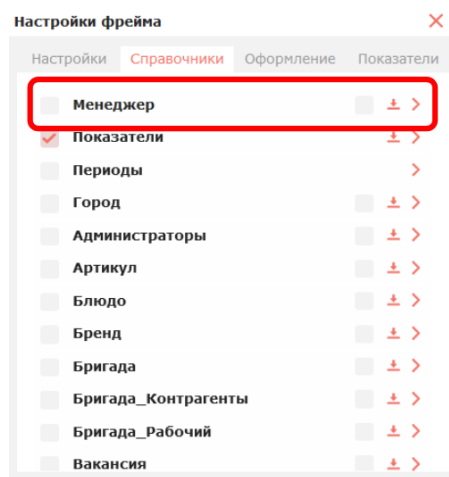 Настройки фрейма
Настройки Справочники Оформление Показатели
Менеджер
Показатели
Периоды
Город
Администраторы
Артикул
Блюдо
Бренд
Бригада
Бригада_Контрагенты
Бригада_Рабочий
Вакансия